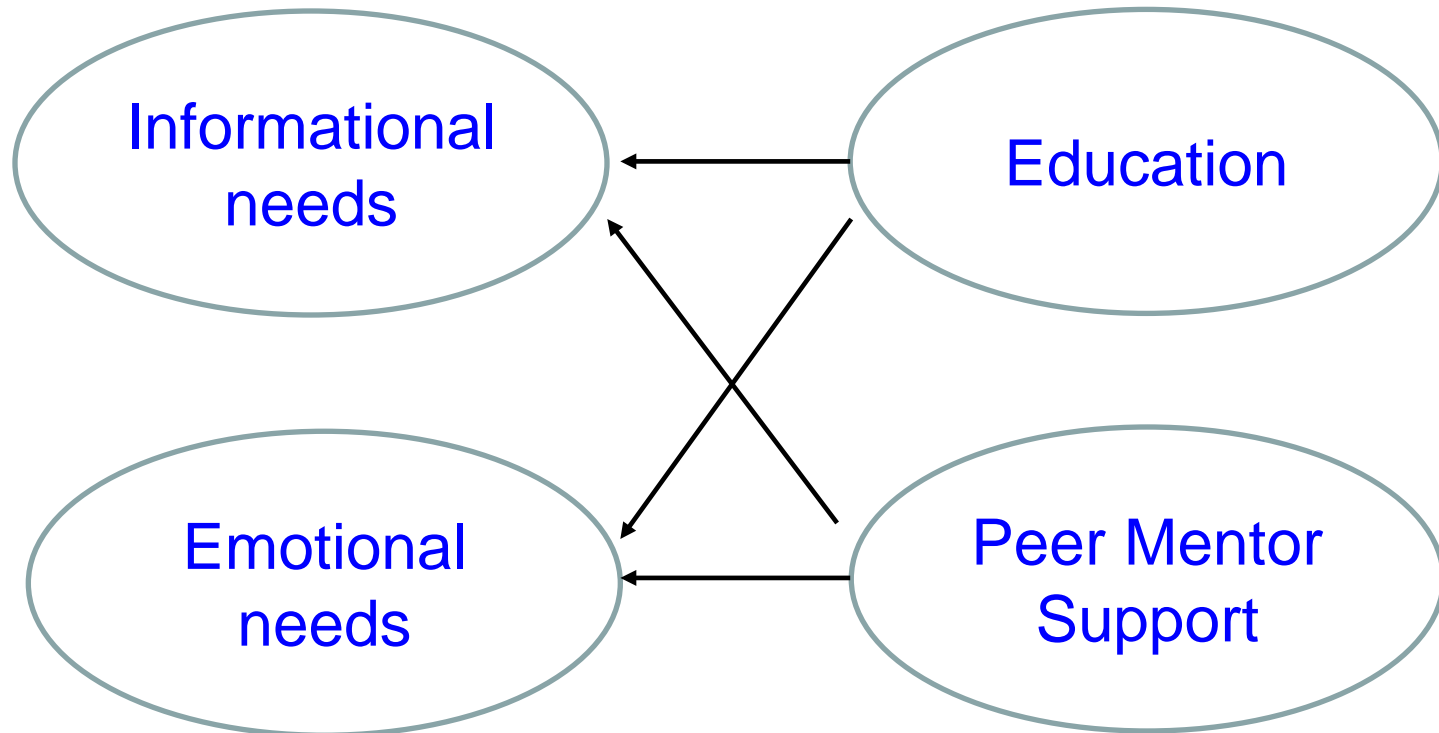 Informational
needs
Education
Emotional
needs
Peer Mentor
Support